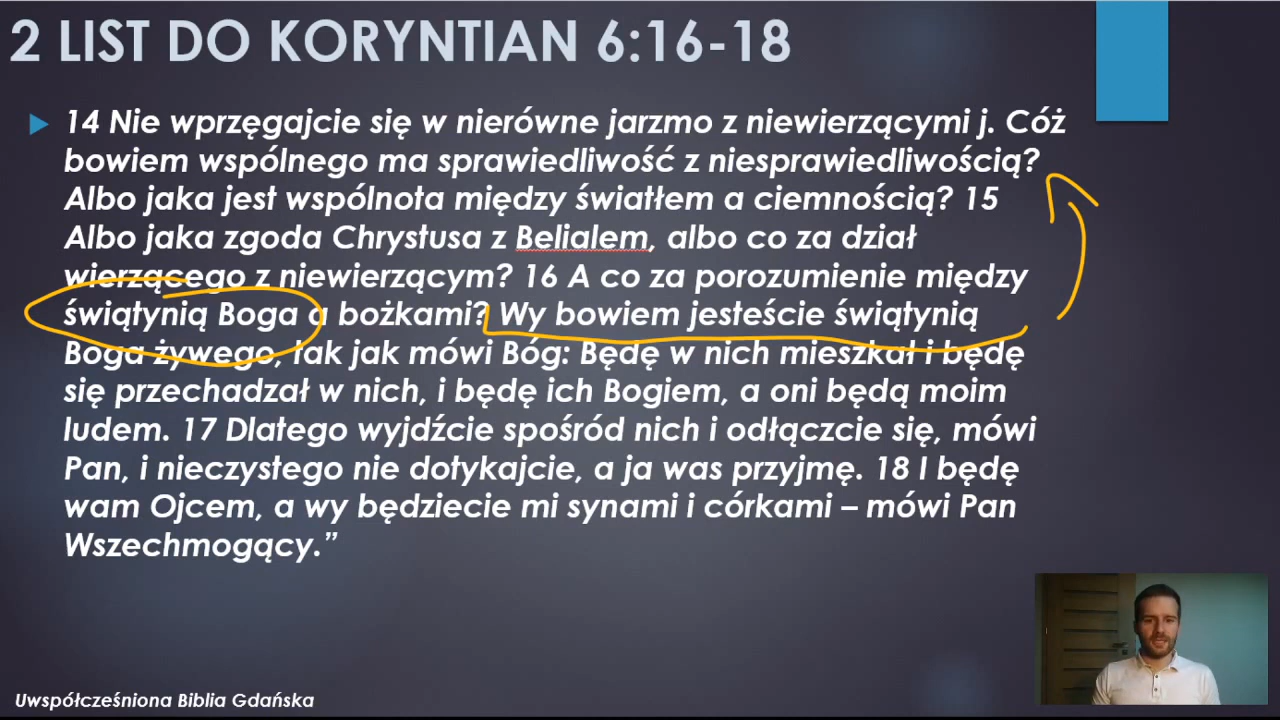 2 LIST DO KORYNTIAN 6:16-18
14 Nie wprzęgajcie się w nierówne jarzmo z niewierzącymi j. Cóż
bowiem wspólnego ma sprawiedliwość z niesprawiedliwością?
Albo jaka jest wspólnota między światłem a ciemnością? 15
Albo jaka zgoda Chrystusa z Belialem, albo co za dział
wierzącego z niewierzącym? 16 A co za porozumienie między
świątynią Boga a bożkami? Wy bowiem jesteście świątynią
Boga żywego, tak jak mówi Bóg: Będę w nich mieszkał i będę
się przechadzał w nich, i będę ich Bogiem, a oni będą moim
ludem. 17 Dlatego wyjdźcie spośród nich i odłączcie się, mówi
Pan, i nieczystego nie dotykajcie, a ja was przyjmę. 18 I będę
wam Ojcem, a wy będziecie mi synami i córkami – mówi Pan
Wszechmogący.”
Uwspółcześniona Biblia Gdańska